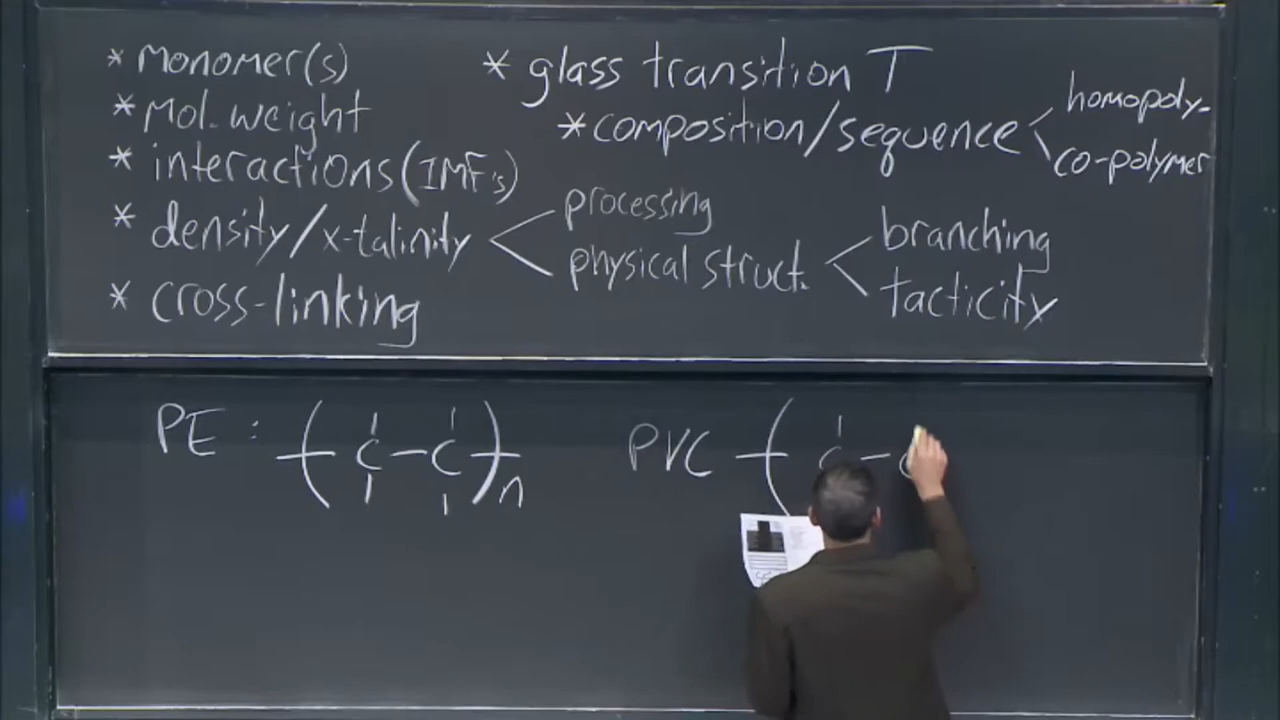 * Monomer(s)
* Mol. weight
* interactions (IMF's)
* density/x-talinity
processing
physical struct.
branching
tacticity
* cross-linking
* glass transition T
* composition/sequence
homopoly-
co-polymer
PE : ( C - C ) n
PVC ( C - C